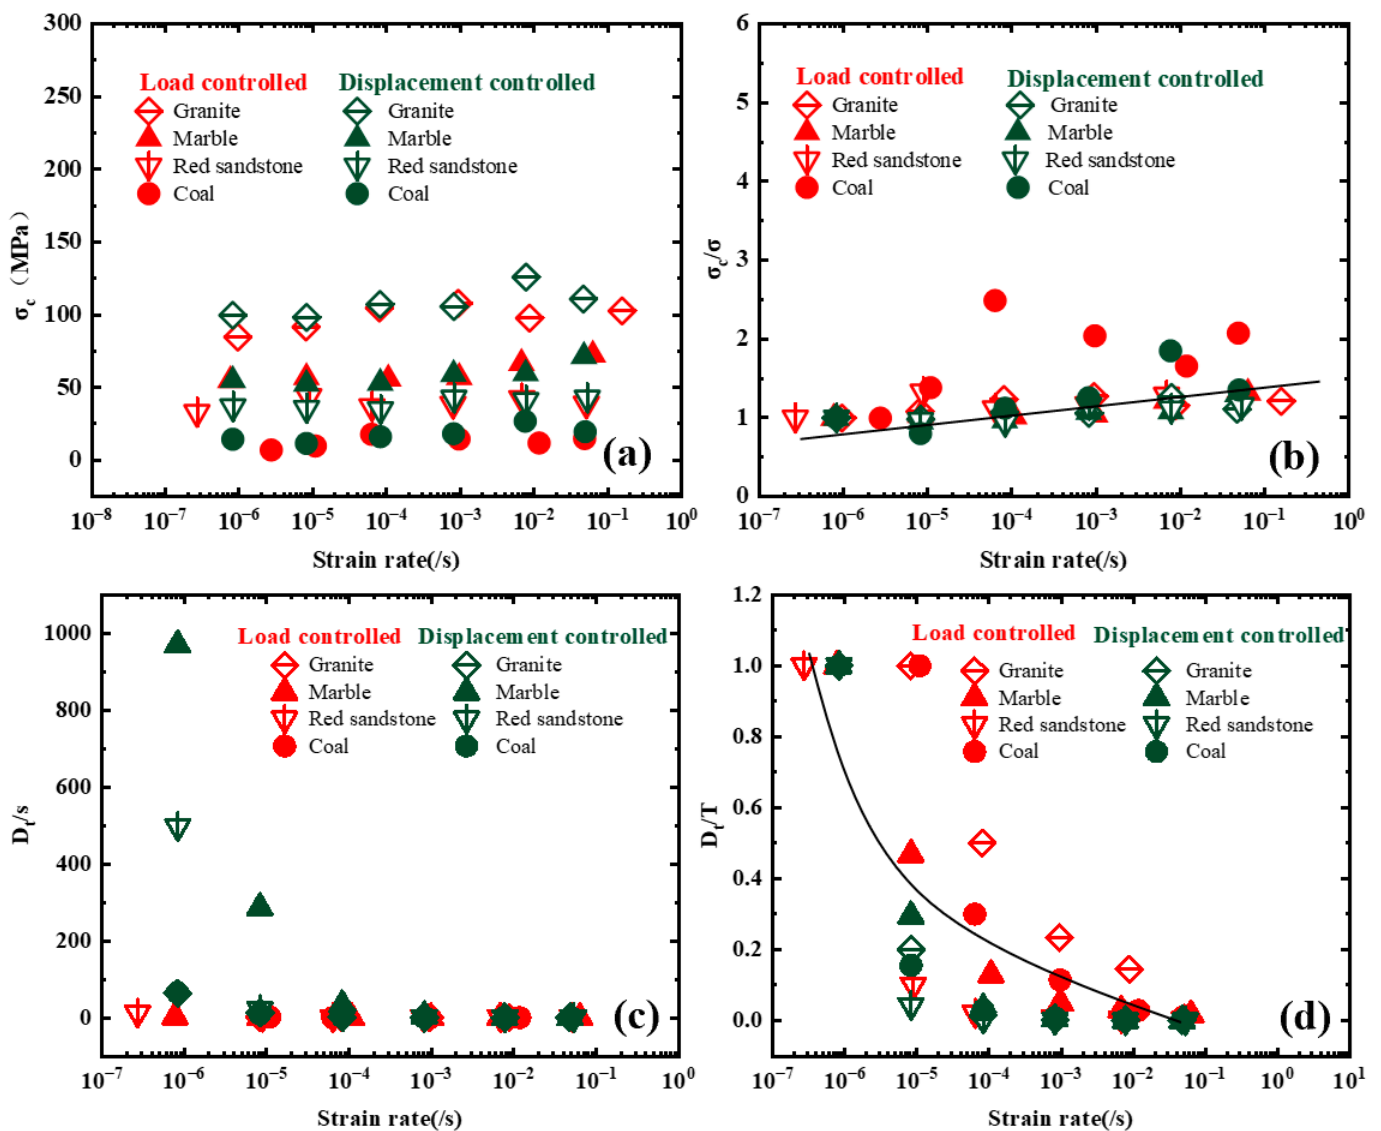 300
250
200
150
100
50
0
σc (MPa)
Load controlled Displacement controlled
Granite Granite
Marble Marble
Red sandstone Red sandstone
Coal Coal
(a)
10⁻⁸ 10⁻⁷ 10⁻⁶ 10⁻⁵ 10⁻⁴ 10⁻³ 10⁻² 10⁻¹ 10⁰
Strain rate(/s)
6
5
4
3
2
1
0
σc/σ
Load controlled Displacement controlled
Granite Granite
Marble Marble
Red sandstone Red sandstone
Coal Coal
(b)
10⁻⁷ 10⁻⁶ 10⁻⁵ 10⁻⁴ 10⁻³ 10⁻² 10⁻¹ 10⁰
Strain rate(/s)
1000
800
600
400
200
0
Dt/s
Load controlled Displacement controlled
Granite Granite
Marble Marble
Red sandstone Red sandstone
Coal Coal
(c)
10⁻⁷ 10⁻⁶ 10⁻⁵ 10⁻⁴ 10⁻³ 10⁻² 10⁻¹ 10⁰
Strain rate(/s)
1.2
1.0
0.8
0.6
0.4
0.2
0.0
Dt/T
Load controlled Displacement controlled
Granite Granite
Marble Marble
Red sandstone Red sandstone
Coal Coal
(d)
10⁻⁷ 10⁻⁶ 10⁻⁵ 10⁻⁴ 10⁻³ 10⁻² 10⁻¹ 10⁰ 10¹
Strain rate(/s)